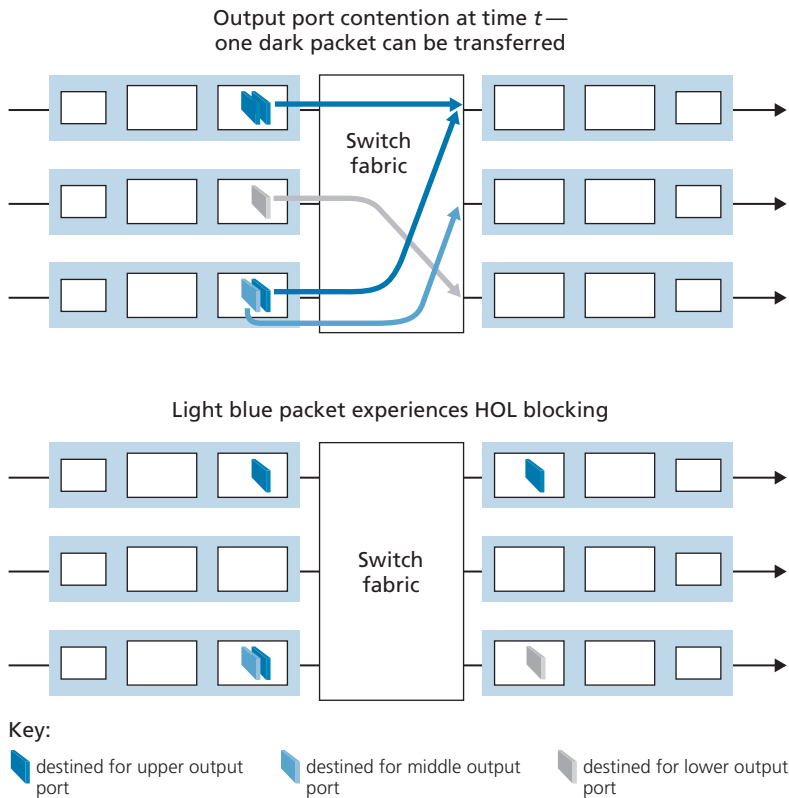 Output port contention at time t —
one dark packet can be transferred
Switch
fabric
Light blue packet experiences HOL blocking
Switch
fabric
Key:
destined for upper output
port
destined for middle output
port
destined for lower output
port